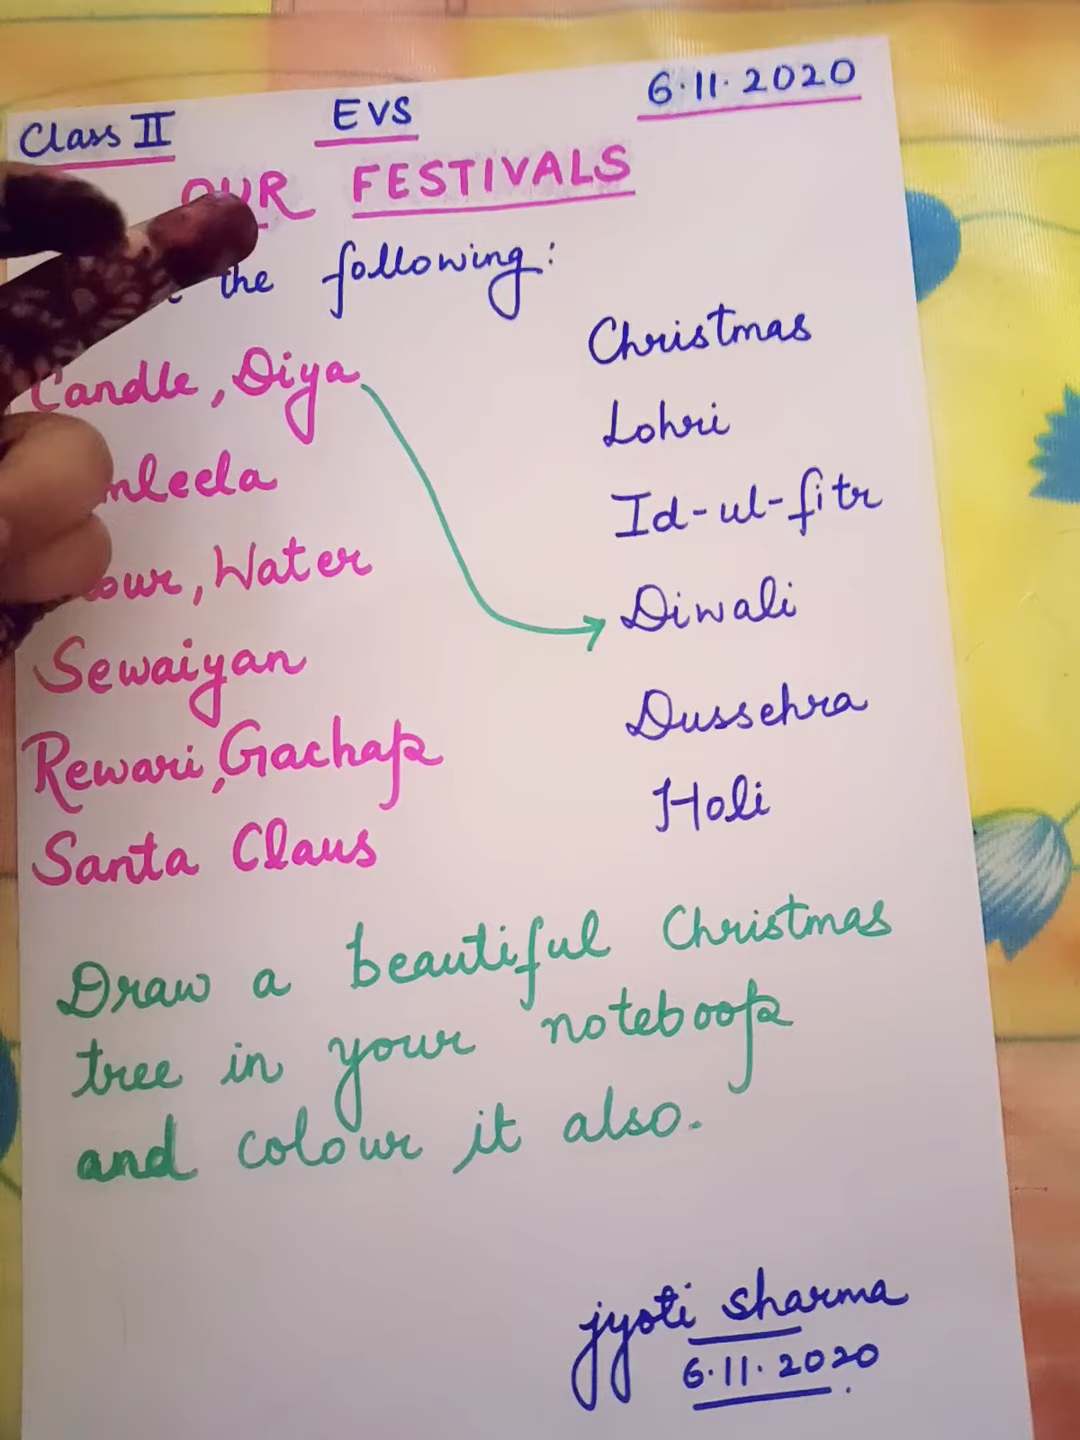 Class II EVS 6.11.2020
OUR FESTIVALS
the following:
Candle, Diya Christmas
Lohri
Water Id-ul-fitr
Sewaiyan Diwali
Rewari, Gachak Dussehra
Santa Claus Holi
Draw a beautiful Christmas
tree in your notebook
and colour it also.
jyoti sharma
6.11.2020